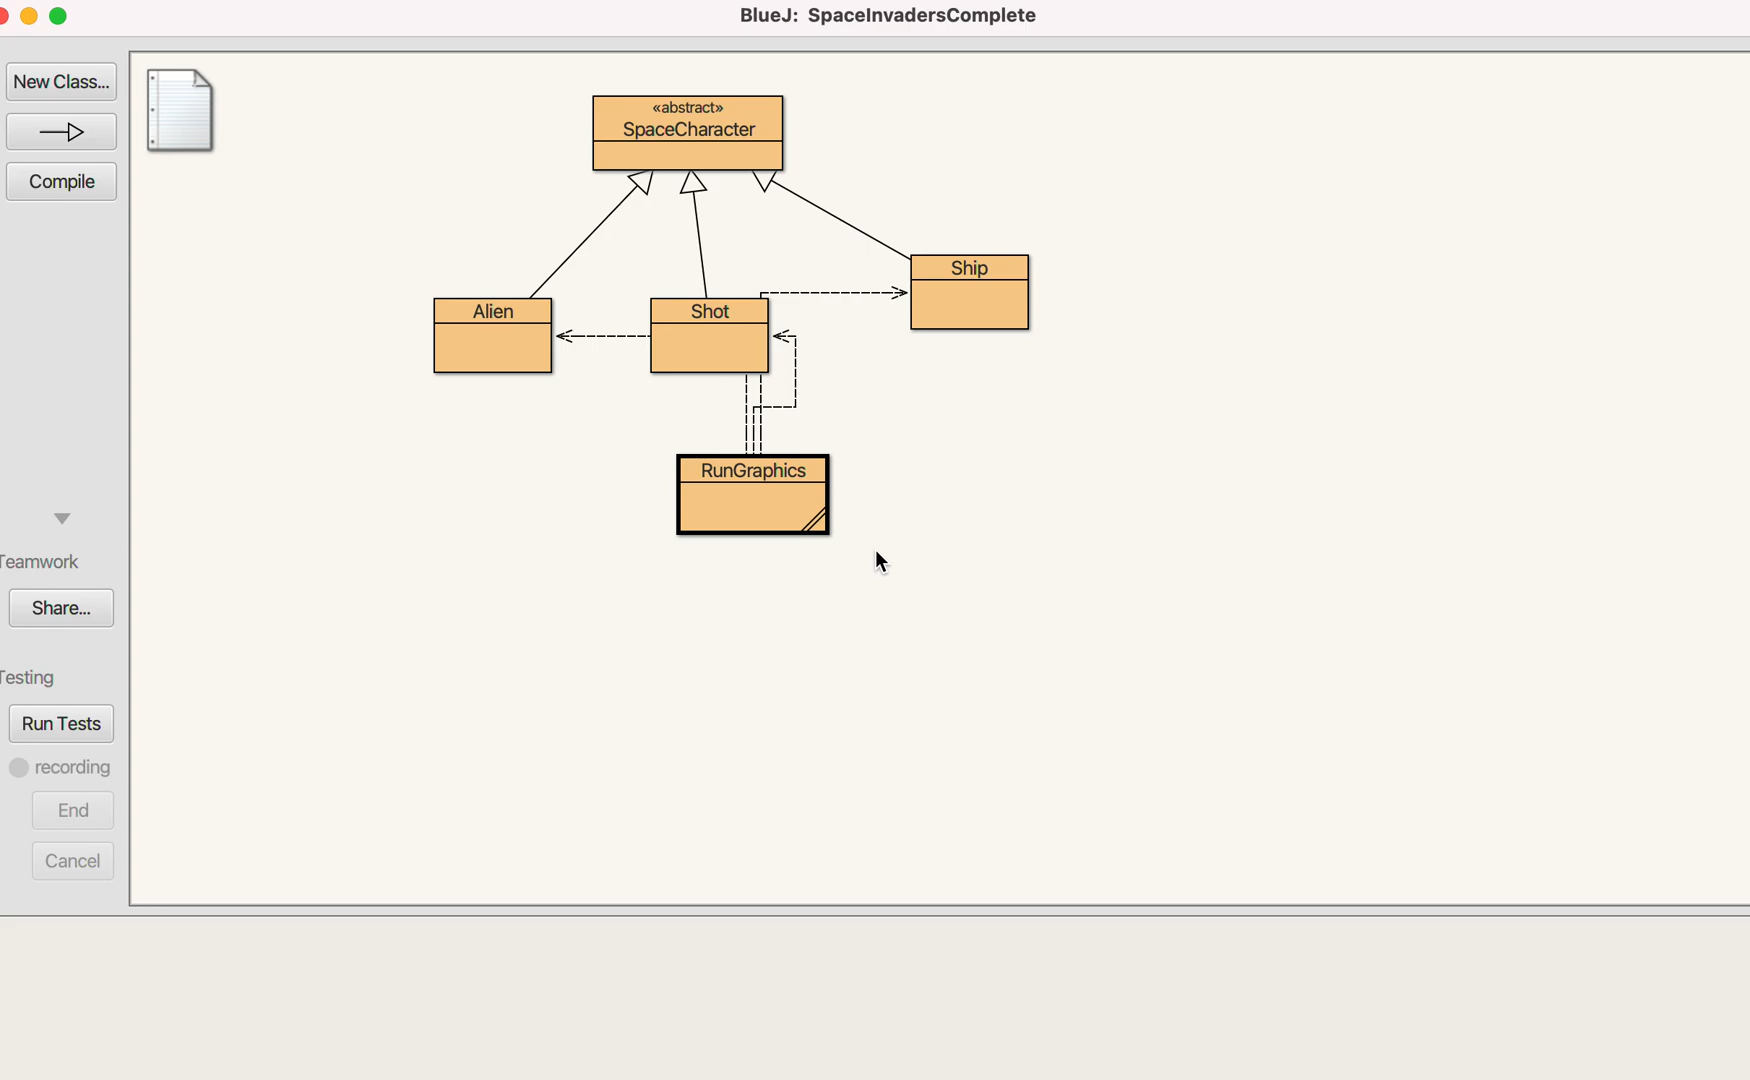 BlueJ: SpaceInvadersComplete
New Class...
Compile
«abstract»
SpaceCharacter
Ship
Alien
Shot
RunGraphics
Teamwork
Share...
Testing
Run Tests
recording
End
Cancel